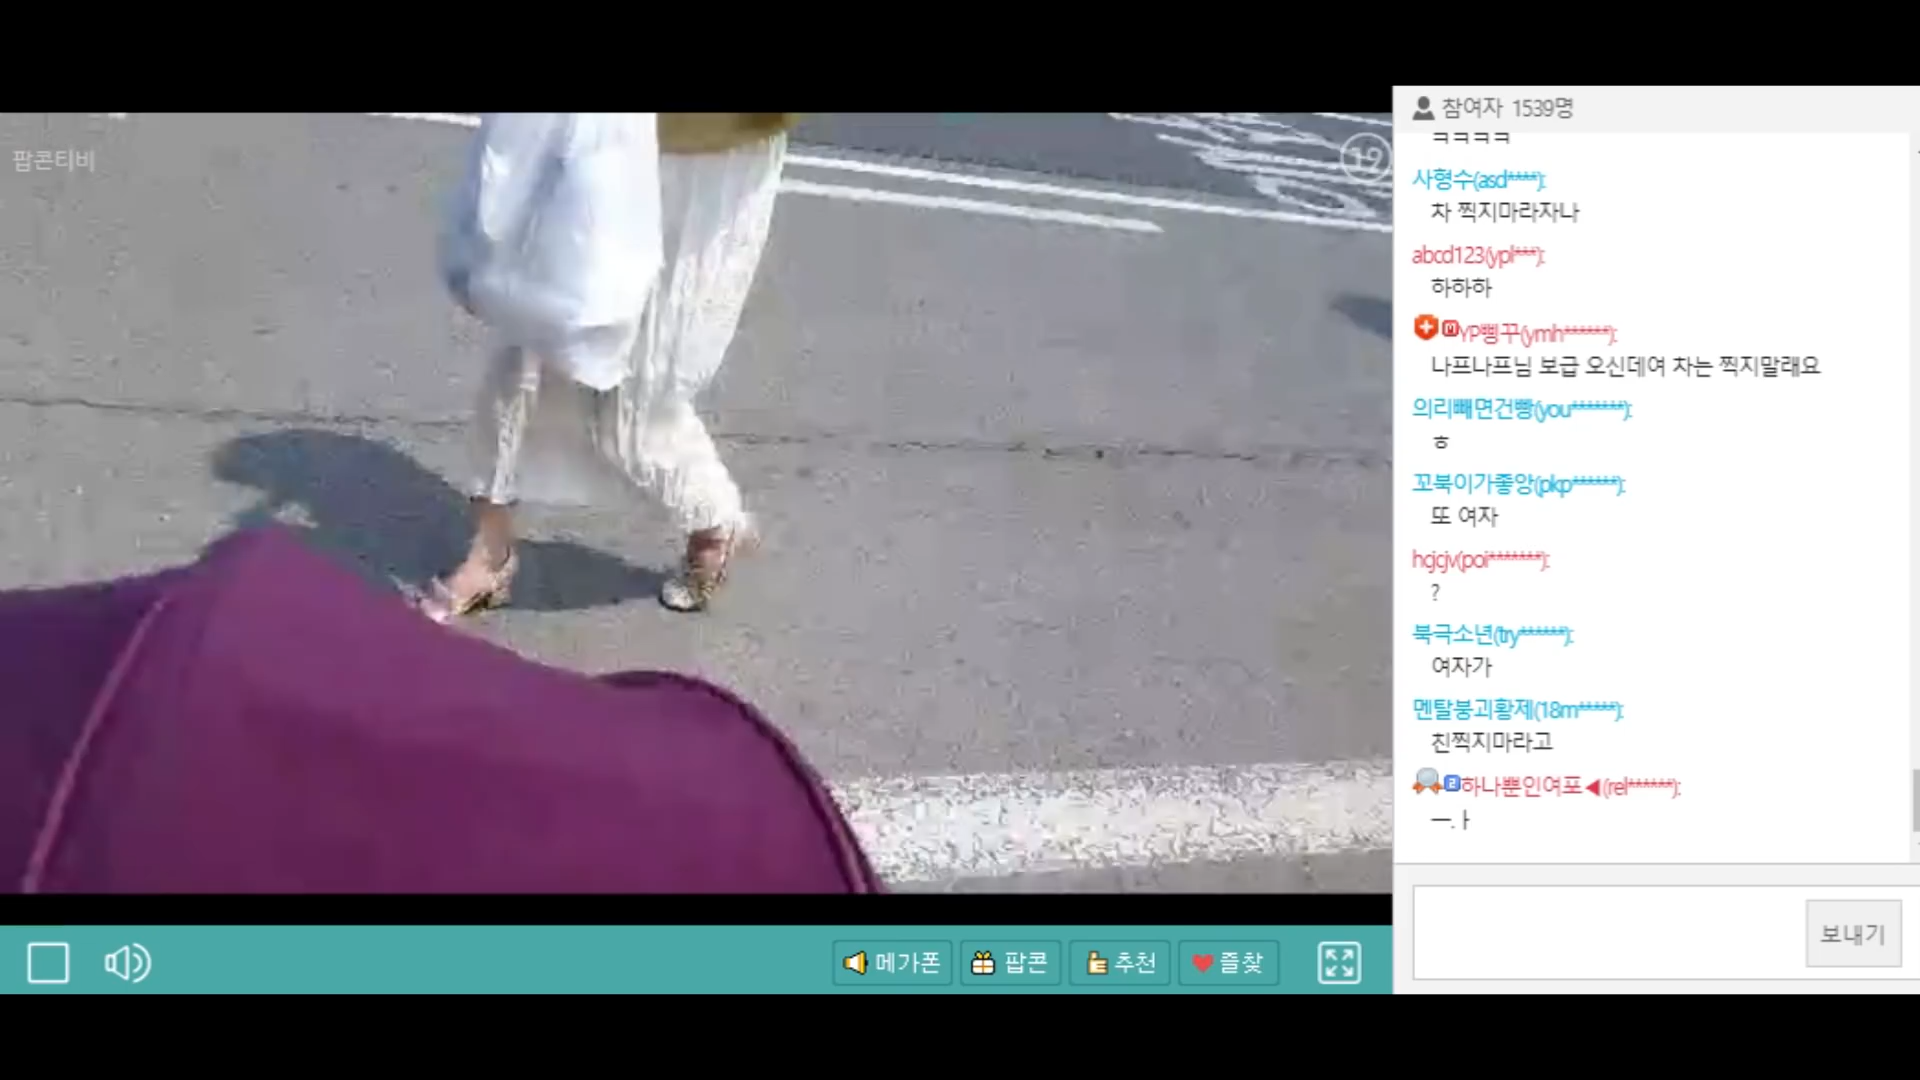 팝콘티비
19
참여자 1539명
ㅋㅋㅋㅋ
사형수(asd****):
차 찍지마라자나
abcd123(ypl***):
하하하
YP삥꾸(ymh******):
나프나프님 보급 오신데여 차는 찍지말래요
의리빼면건빵(you*******):
ㅎ
꼬북이가좋앙(pkp******):
또 여자
hgjgjv(poi*******):
?
북극소년(try******):
여자가
멘탈붕괴황제(18m*****):
친찍지마라고
하나뿐인여포◀(rel******):
ㅡ.ㅏ
보내기
메가폰
팝콘
추천
즐찾